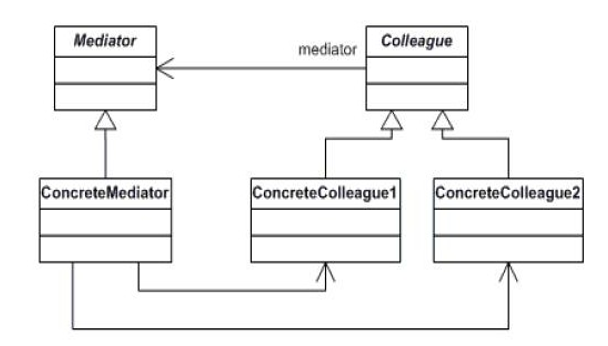 Mediator
mediator
Colleague
ConcreteMediator
ConcreteColleague1
ConcreteColleague2